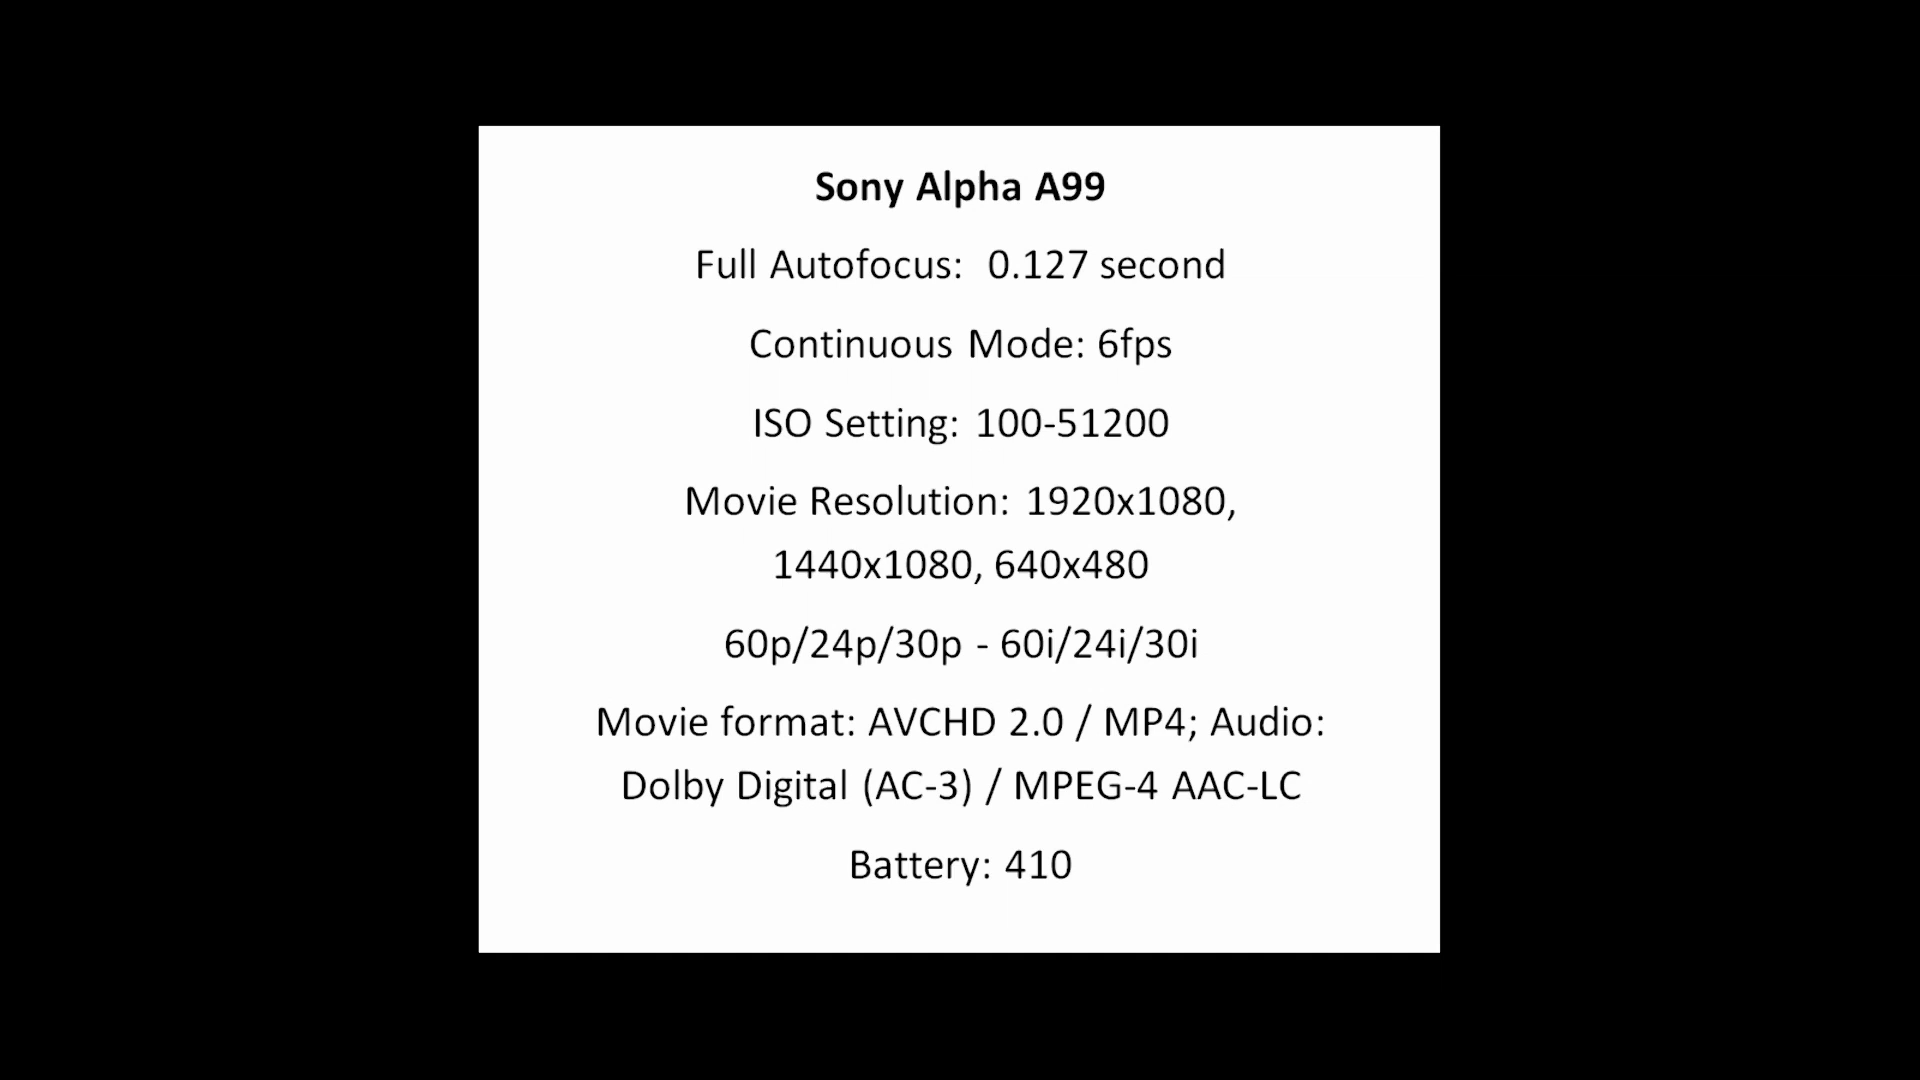 Sony Alpha A99
Full Autofocus: 0.127 second
Continuous Mode: 6fps
ISO Setting: 100-51200
Movie Resolution: 1920x1080,
1440x1080, 640x480
60p/24p/30p - 60i/24i/30i
Movie format: AVCHD 2.0 / MP4; Audio:
Dolby Digital (AC-3) / MPEG-4 AAC-LC
Battery: 410